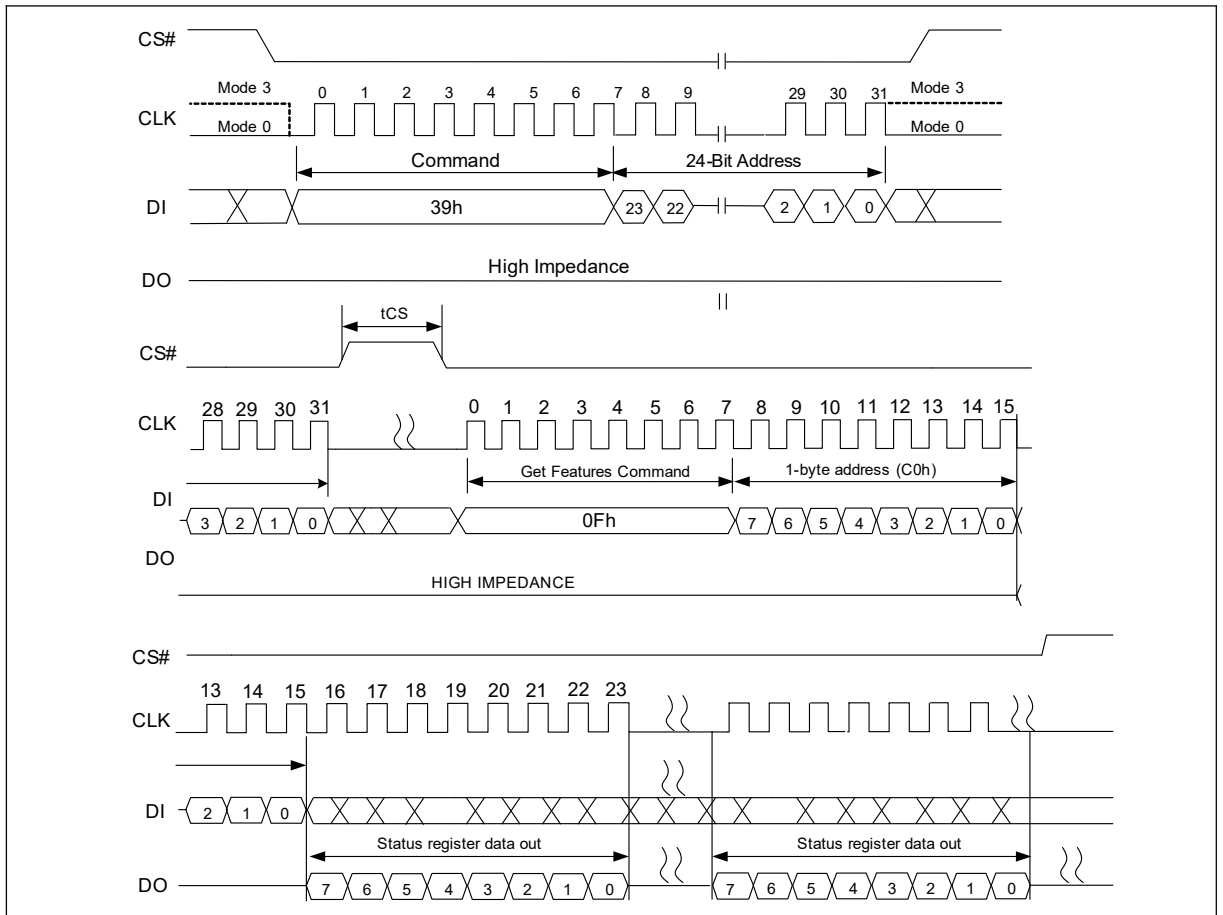 CS#
Mode 3 0 1 2 3 4 5 6 7 8 9 29 30 31 Mode 3
CLK
Mode 0 Mode 0
Command 24-Bit Address
DI 39h 23 22 2 1 0
High Impedance
DO
tCS
CS#
28 29 30 31 0 1 2 3 4 5 6 7 8 9 10 11 12 13 14 15
CLK
Get Features Command 1-byte address (C0h)
DI
3 2 1 0 0Fh 7 6 5 4 3 2 1 0
DO
HIGH IMPEDANCE
CS#
13 14 15 16 17 18 19 20 21 22 23
CLK
DI 2 1 0
Status register data out Status register data out
DO 7 6 5 4 3 2 1 0 7 6 5 4 3 2 1 0